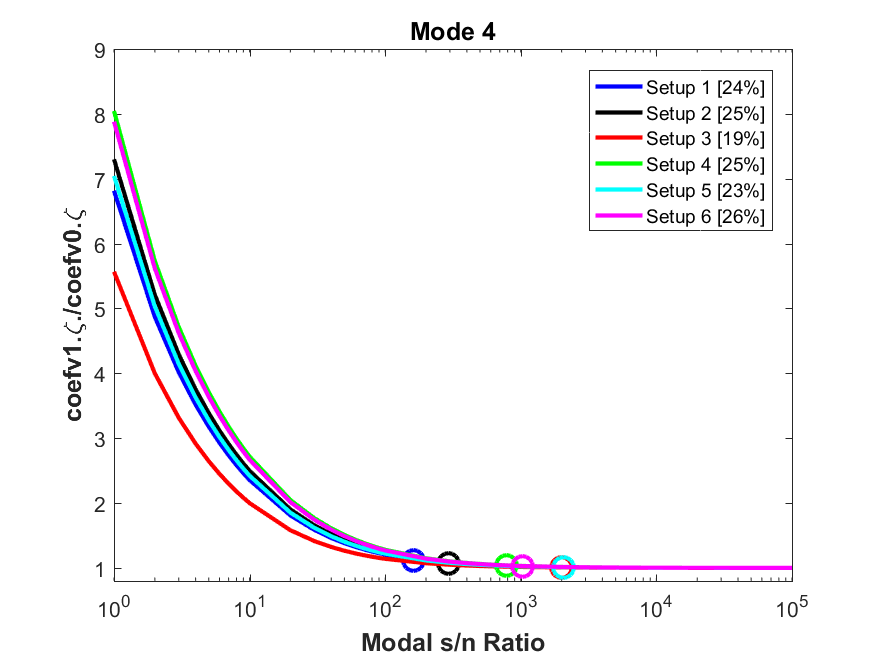 Mode 4
9
8
7
6
5
4
3
2
1
coefv1.ζ./coefv0.ζ
Setup 1 [24%]
Setup 2 [25%]
Setup 3 [19%]
Setup 4 [25%]
Setup 5 [23%]
Setup 6 [26%]
10⁰ 10¹ 10² 10³ 10⁴ 10⁵
Modal s/n Ratio